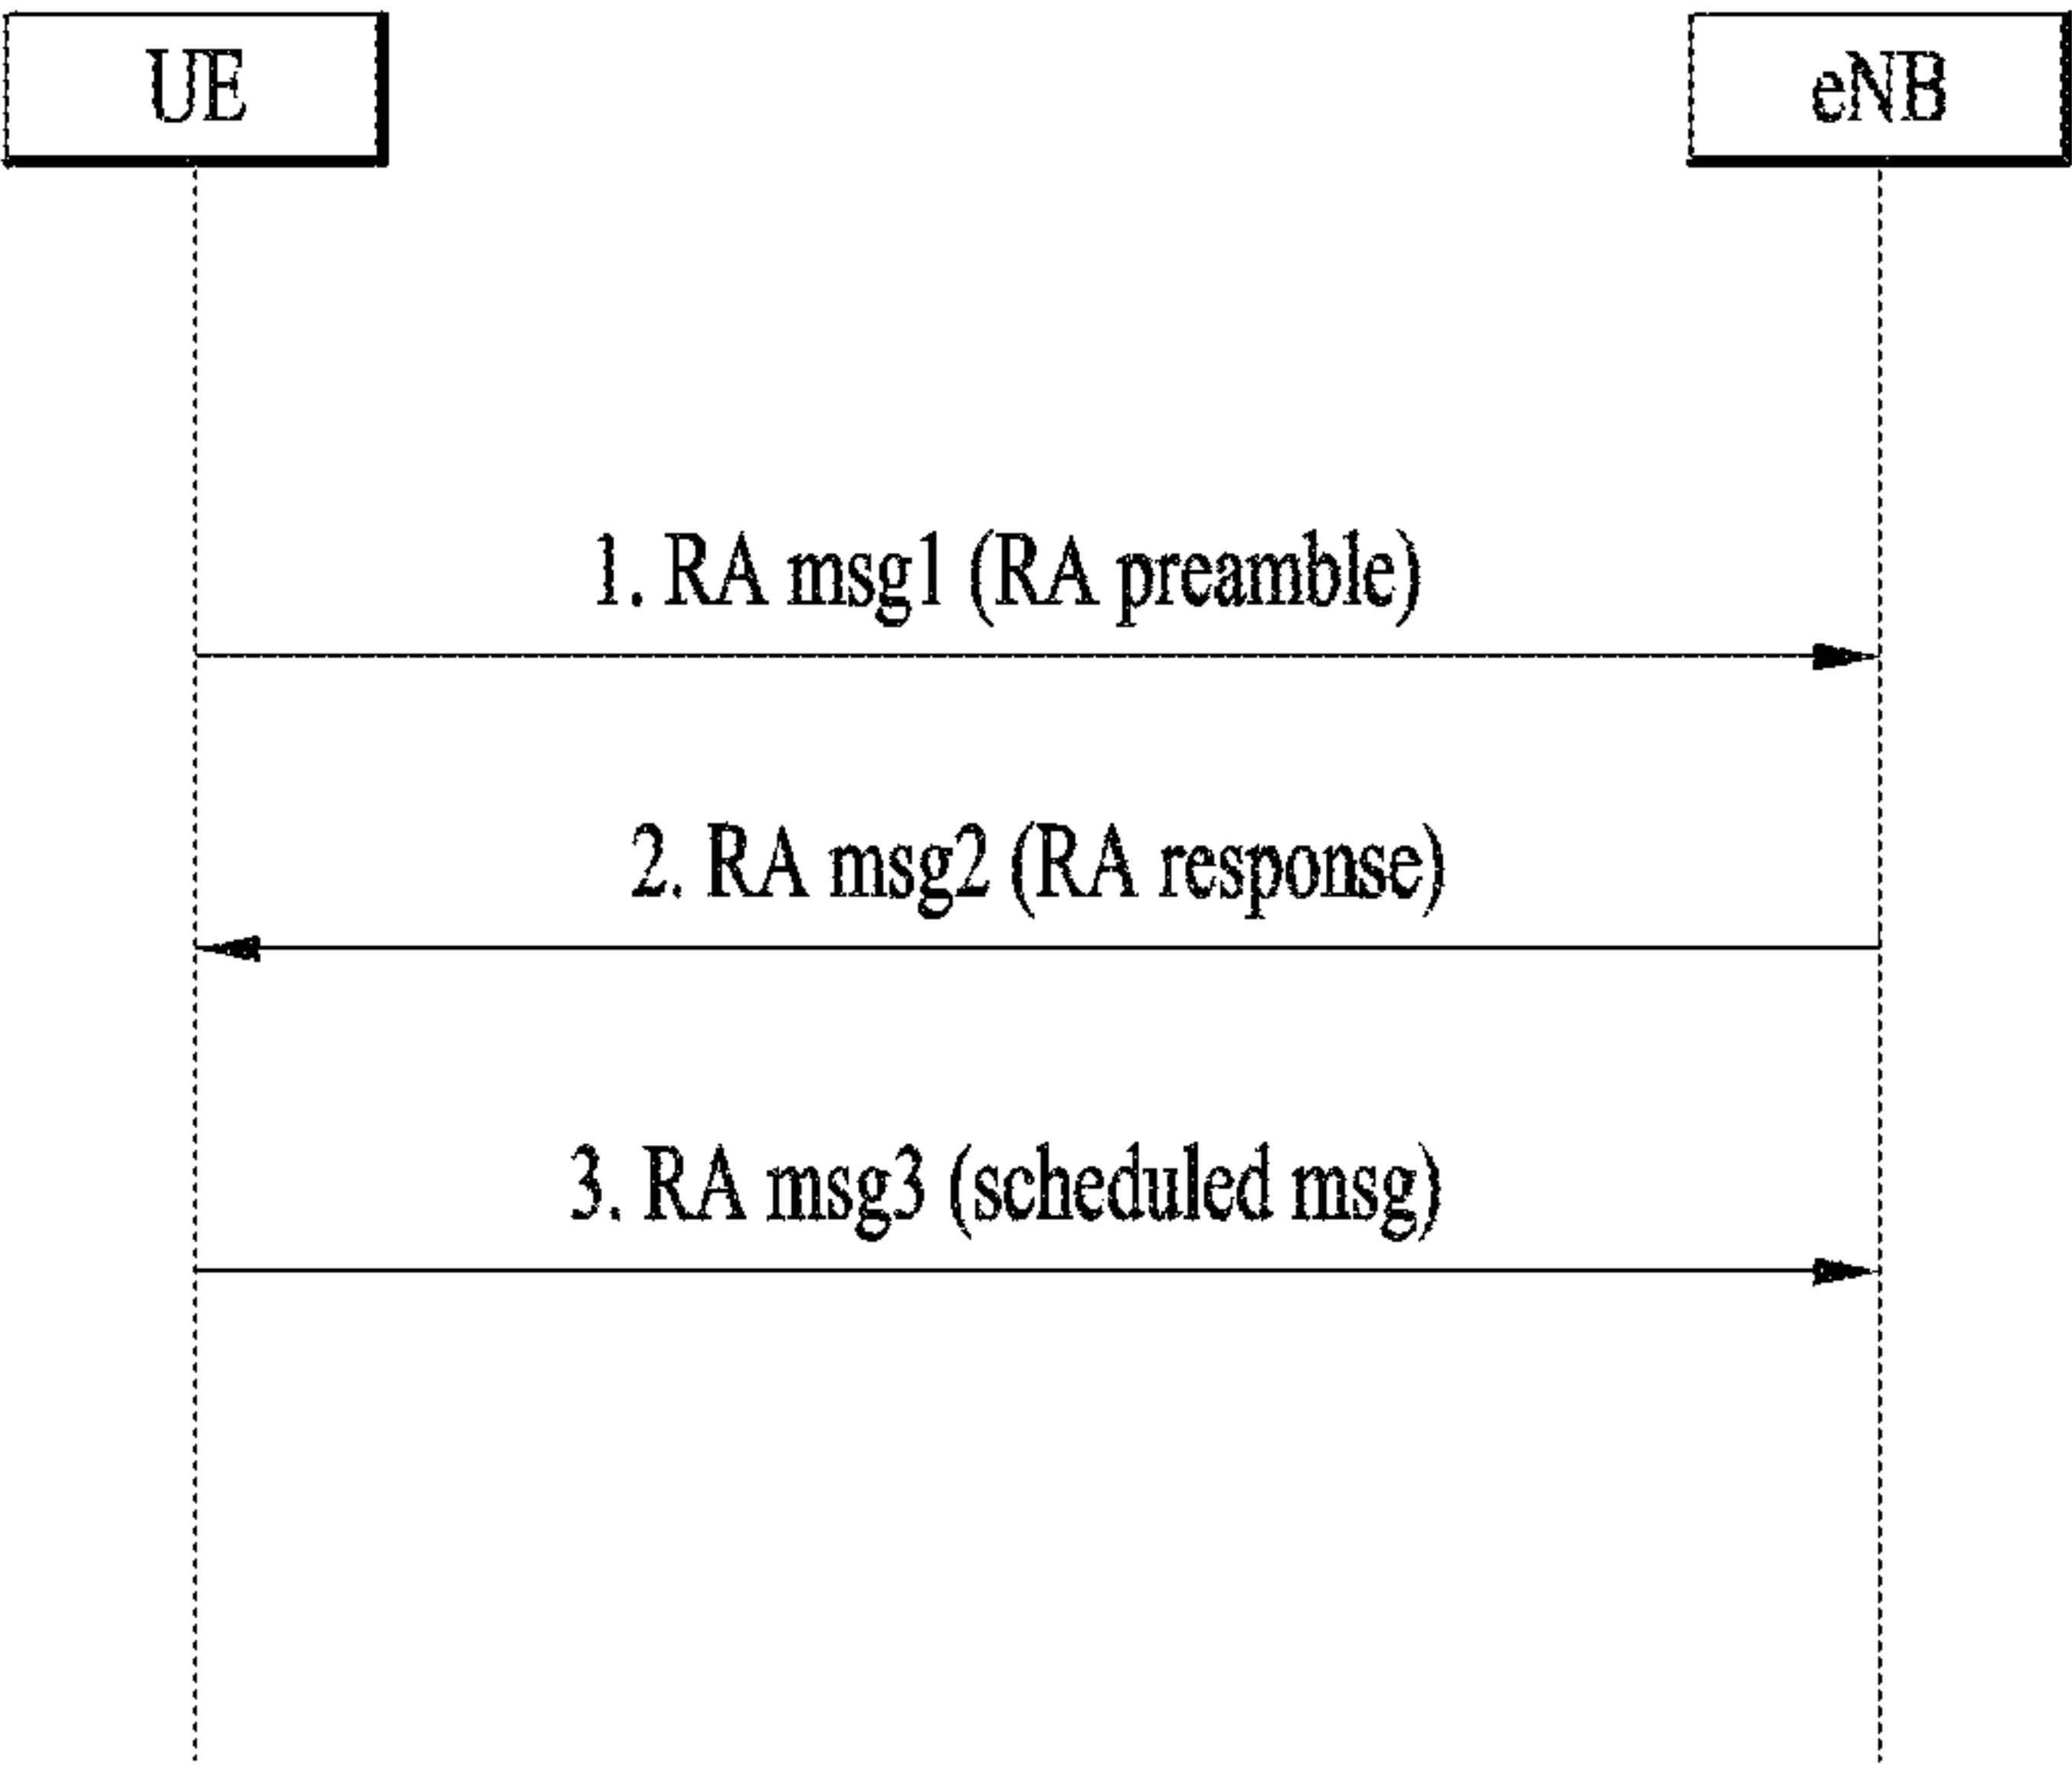 UE
eNB
1. RA msg1 (RA preamble)
2. RA msg2 (RA response)
3. RA msg3 (scheduled msg)